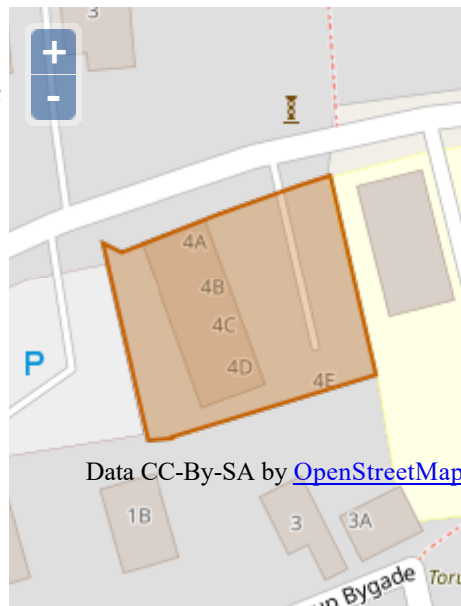 3
+
-
4A
4B
4C
4D
4E
P
Data CC-By-SA by OpenStreetMap
1B
3
3A
Bygade